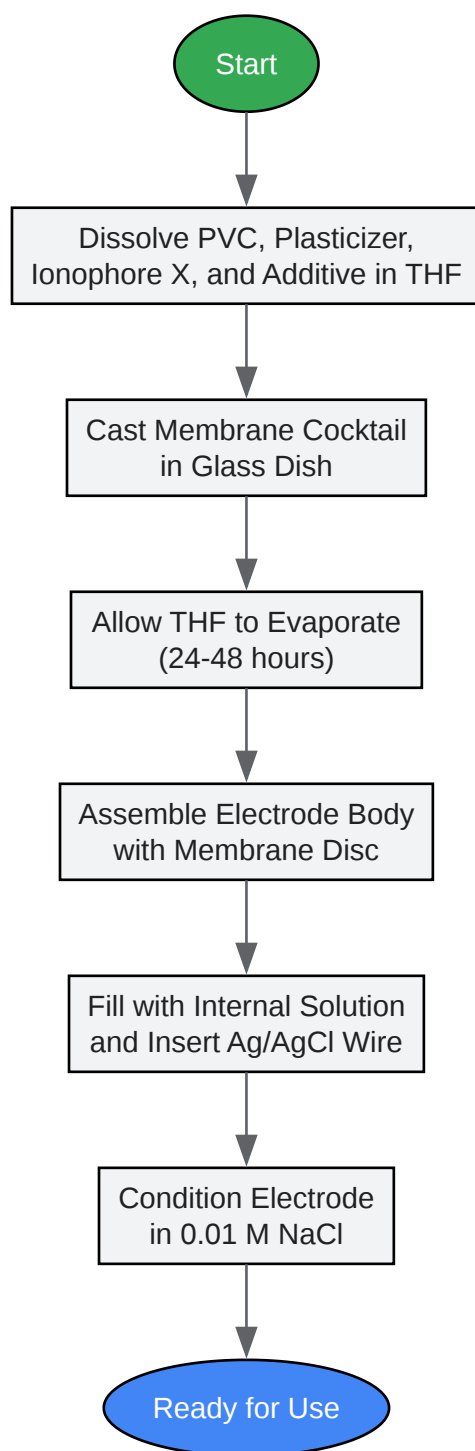 Start
Dissolve PVC, Plasticizer,
Ionophore X, and Additive in THF
Cast Membrane Cocktail
in Glass Dish
Allow THF to Evaporate
(24-48 hours)
Assemble Electrode Body
with Membrane Disc
Fill with Internal Solution
and Insert Ag/AgCl Wire
Condition Electrode
in 0.01 M NaCl
Ready for Use